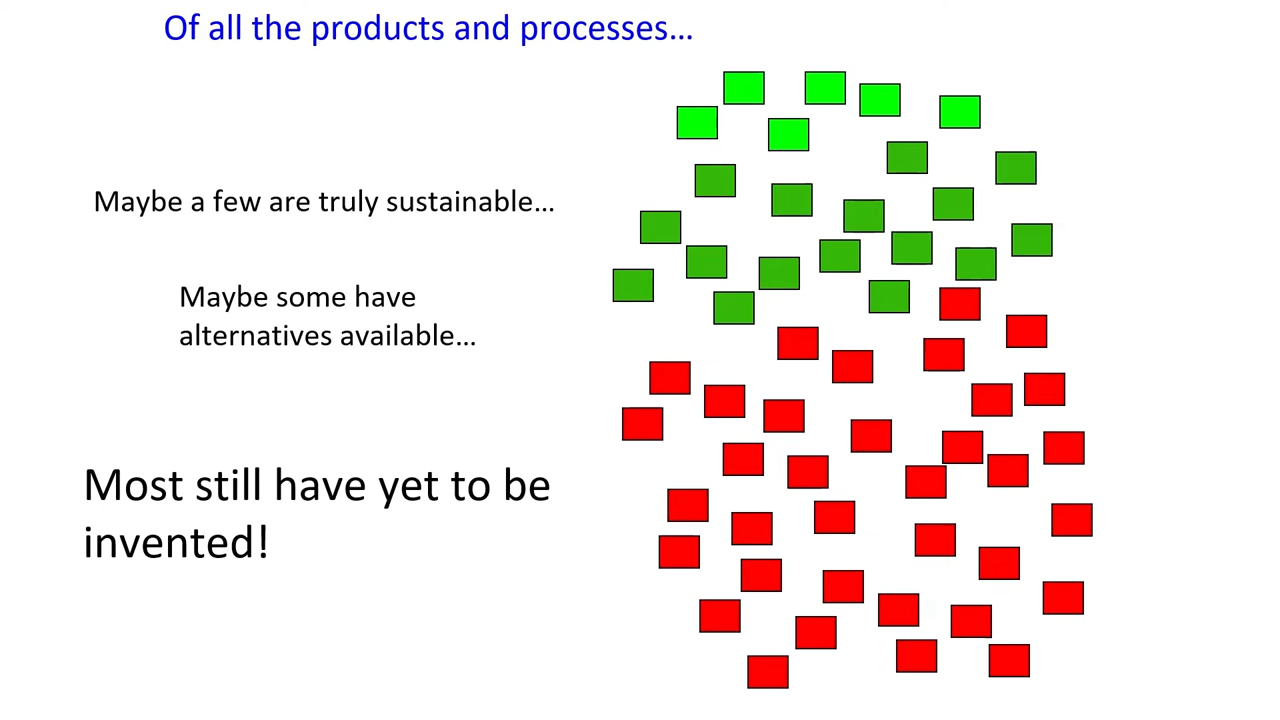 Of all the products and processes…
Maybe a few are truly sustainable…
Maybe some have
alternatives available…
Most still have yet to be
invented!